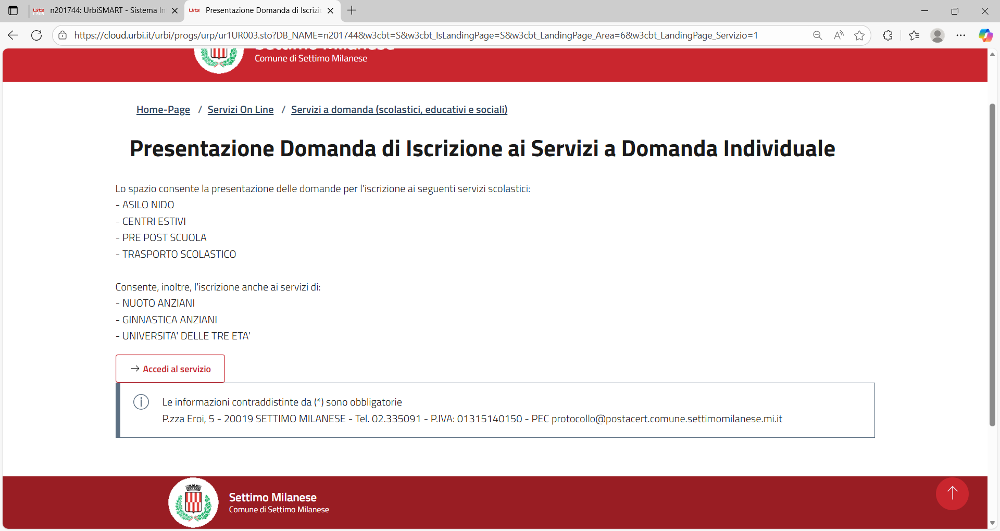 n201744: UrbiSMART - Sistema In
Presentazione Domanda di Iscrizi
https://cloud.urbi.it/urbi/progs/urp/ur1UR003.sto?DB_NAME=n201744&w3cbt=S&w3cbt_IsLandingPage=S&w3cbt_LandingPage_Area=6&w3cbt_LandingPage_Servizio=1
Settimo Milanese
Comune di Settimo Milanese
Home-Page / Servizi On Line / Servizi a domanda (scolastici, educativi e sociali)
Presentazione Domanda di Iscrizione ai Servizi a Domanda Individuale
Lo spazio consente la presentazione delle domande per l'iscrizione ai seguenti servizi scolastici:
- ASILO NIDO
- CENTRI ESTIVI
- PRE POST SCUOLA
- TRASPORTO SCOLASTICO
Consente, inoltre, l'iscrizione anche ai servizi di:
- NUOTO ANZIANI
- GINNASTICA ANZIANI
- UNIVERSITA' DELLE TRE ETA'
Accedi al servizio
Le informazioni contraddistinte da (*) sono obbligatorie
P.zza Eroi, 5 - 20019 SETTIMO MILANESE - Tel. 02.335091 - P.IVA: 01315140150 - PEC protocollo@postacert.comune.settimomilanese.mi.it
Settimo Milanese
Comune di Settimo Milanese